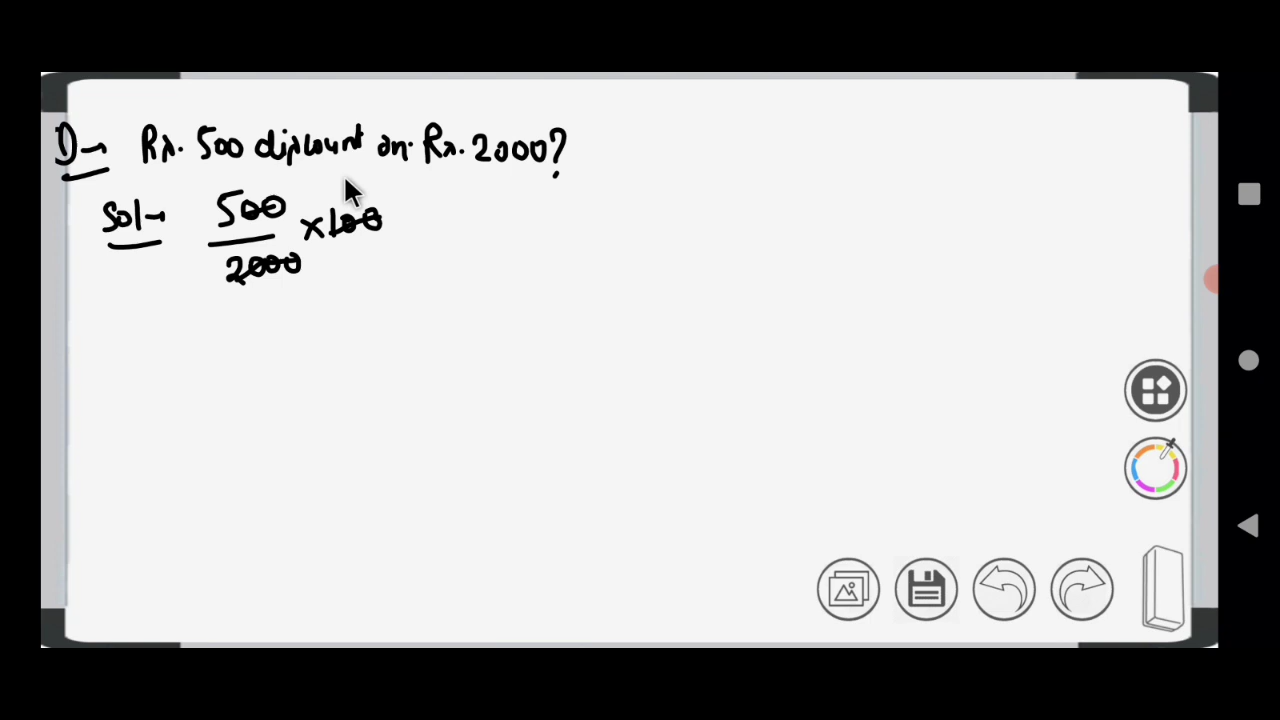 D→ Rs. 500 discount on Rs. 2000?
Sol→ 500 ×100
2000